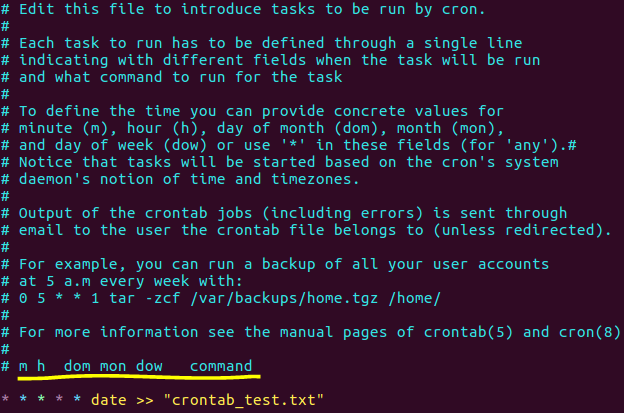 # Edit this file to introduce tasks to be run by cron.
#
# Each task to run has to be defined through a single line
# indicating with different fields when the task will be run
# and what command to run for the task
#
# To define the time you can provide concrete values for
# minute (m), hour (h), day of month (dom), month (mon),
# and day of week (dow) or use '*' in these fields (for 'any').#
# Notice that tasks will be started based on the cron's system
# daemon's notion of time and timezones.
#
# Output of the crontab jobs (including errors) is sent through
# email to the user the crontab file belongs to (unless redirected).
#
# For example, you can run a backup of all your user accounts
# at 5 a.m every week with:
# 0 5 * * 1 tar -zcf /var/backups/home.tgz /home/
#
# For more information see the manual pages of crontab(5) and cron(8)
#
# m h  dom mon dow   command
* * * * * date >> "crontab_test.txt"